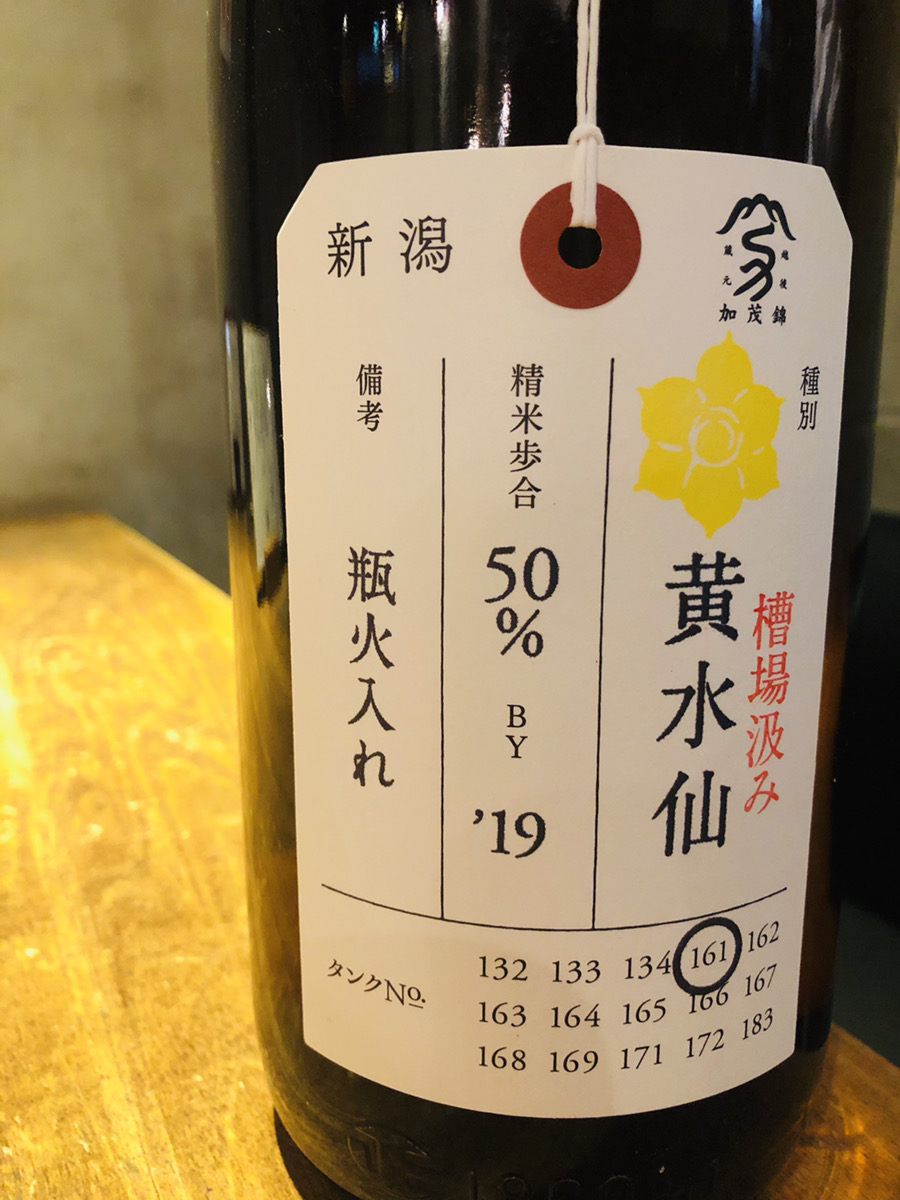 新潟
蔵元
越後
加茂錦
種別
槽場汲み
黄水仙
精米歩合
50%
BY
'19
備考
瓶火入れ
タンクNo.
132 133 134 161 162
163 164 165 166 167
168 169 171 172 183